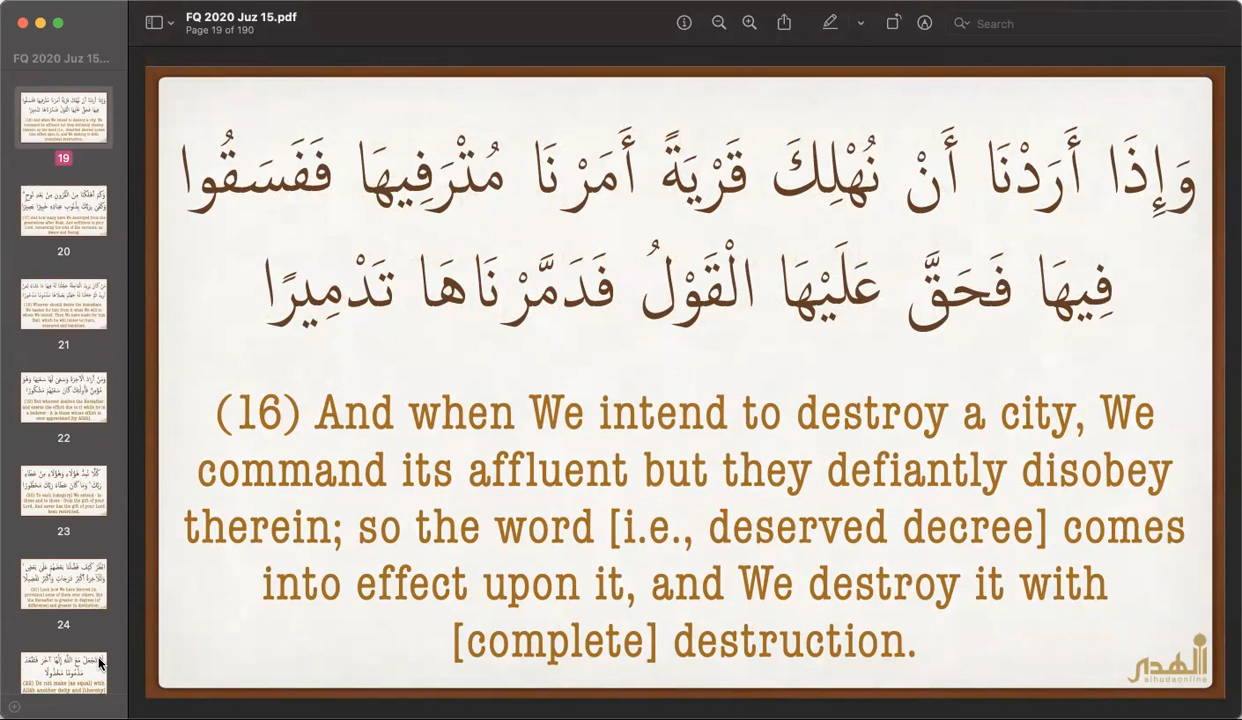 FQ 2020 Juz 15.pdf
Page 19 of 190
Search
FQ 2020 Juz 15...
19
20
21
22
23
24
وَإِذَا أَرَدْنَا أَنْ نُهْلِكَ قَرْيَةً أَمَرْنَا مُتْرَفِيهَا فَفَسَقُوا
فِيهَا فَحَقَّ عَلَيْهَا الْقَوْلُ فَدَمَّرْنَاهَا تَدْمِيرًا
(16) And when We intend to destroy a city, We
command its affluent but they defiantly disobey
therein; so the word [i.e., deserved decree] comes
into effect upon it, and We destroy it with
[complete] destruction.
الهدى
alhudaonline